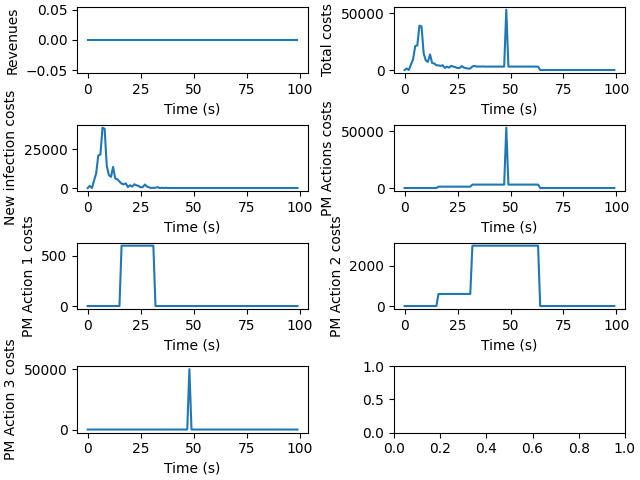 Revenues
0.05
0.00
−0.05
0 25 50 75 100
Time (s)
Total costs
50000
0
0 25 50 75 100
Time (s)
New infection costs
25000
0
0 25 50 75 100
Time (s)
PM Actions costs
50000
0
0 25 50 75 100
Time (s)
PM Action 1 costs
500
0
0 25 50 75 100
Time (s)
PM Action 2 costs
2000
0
0 25 50 75 100
Time (s)
PM Action 3 costs
50000
0
0 25 50 75 100
Time (s)
1.0
0.5
0.0
0.0 0.2 0.4 0.6 0.8 1.0